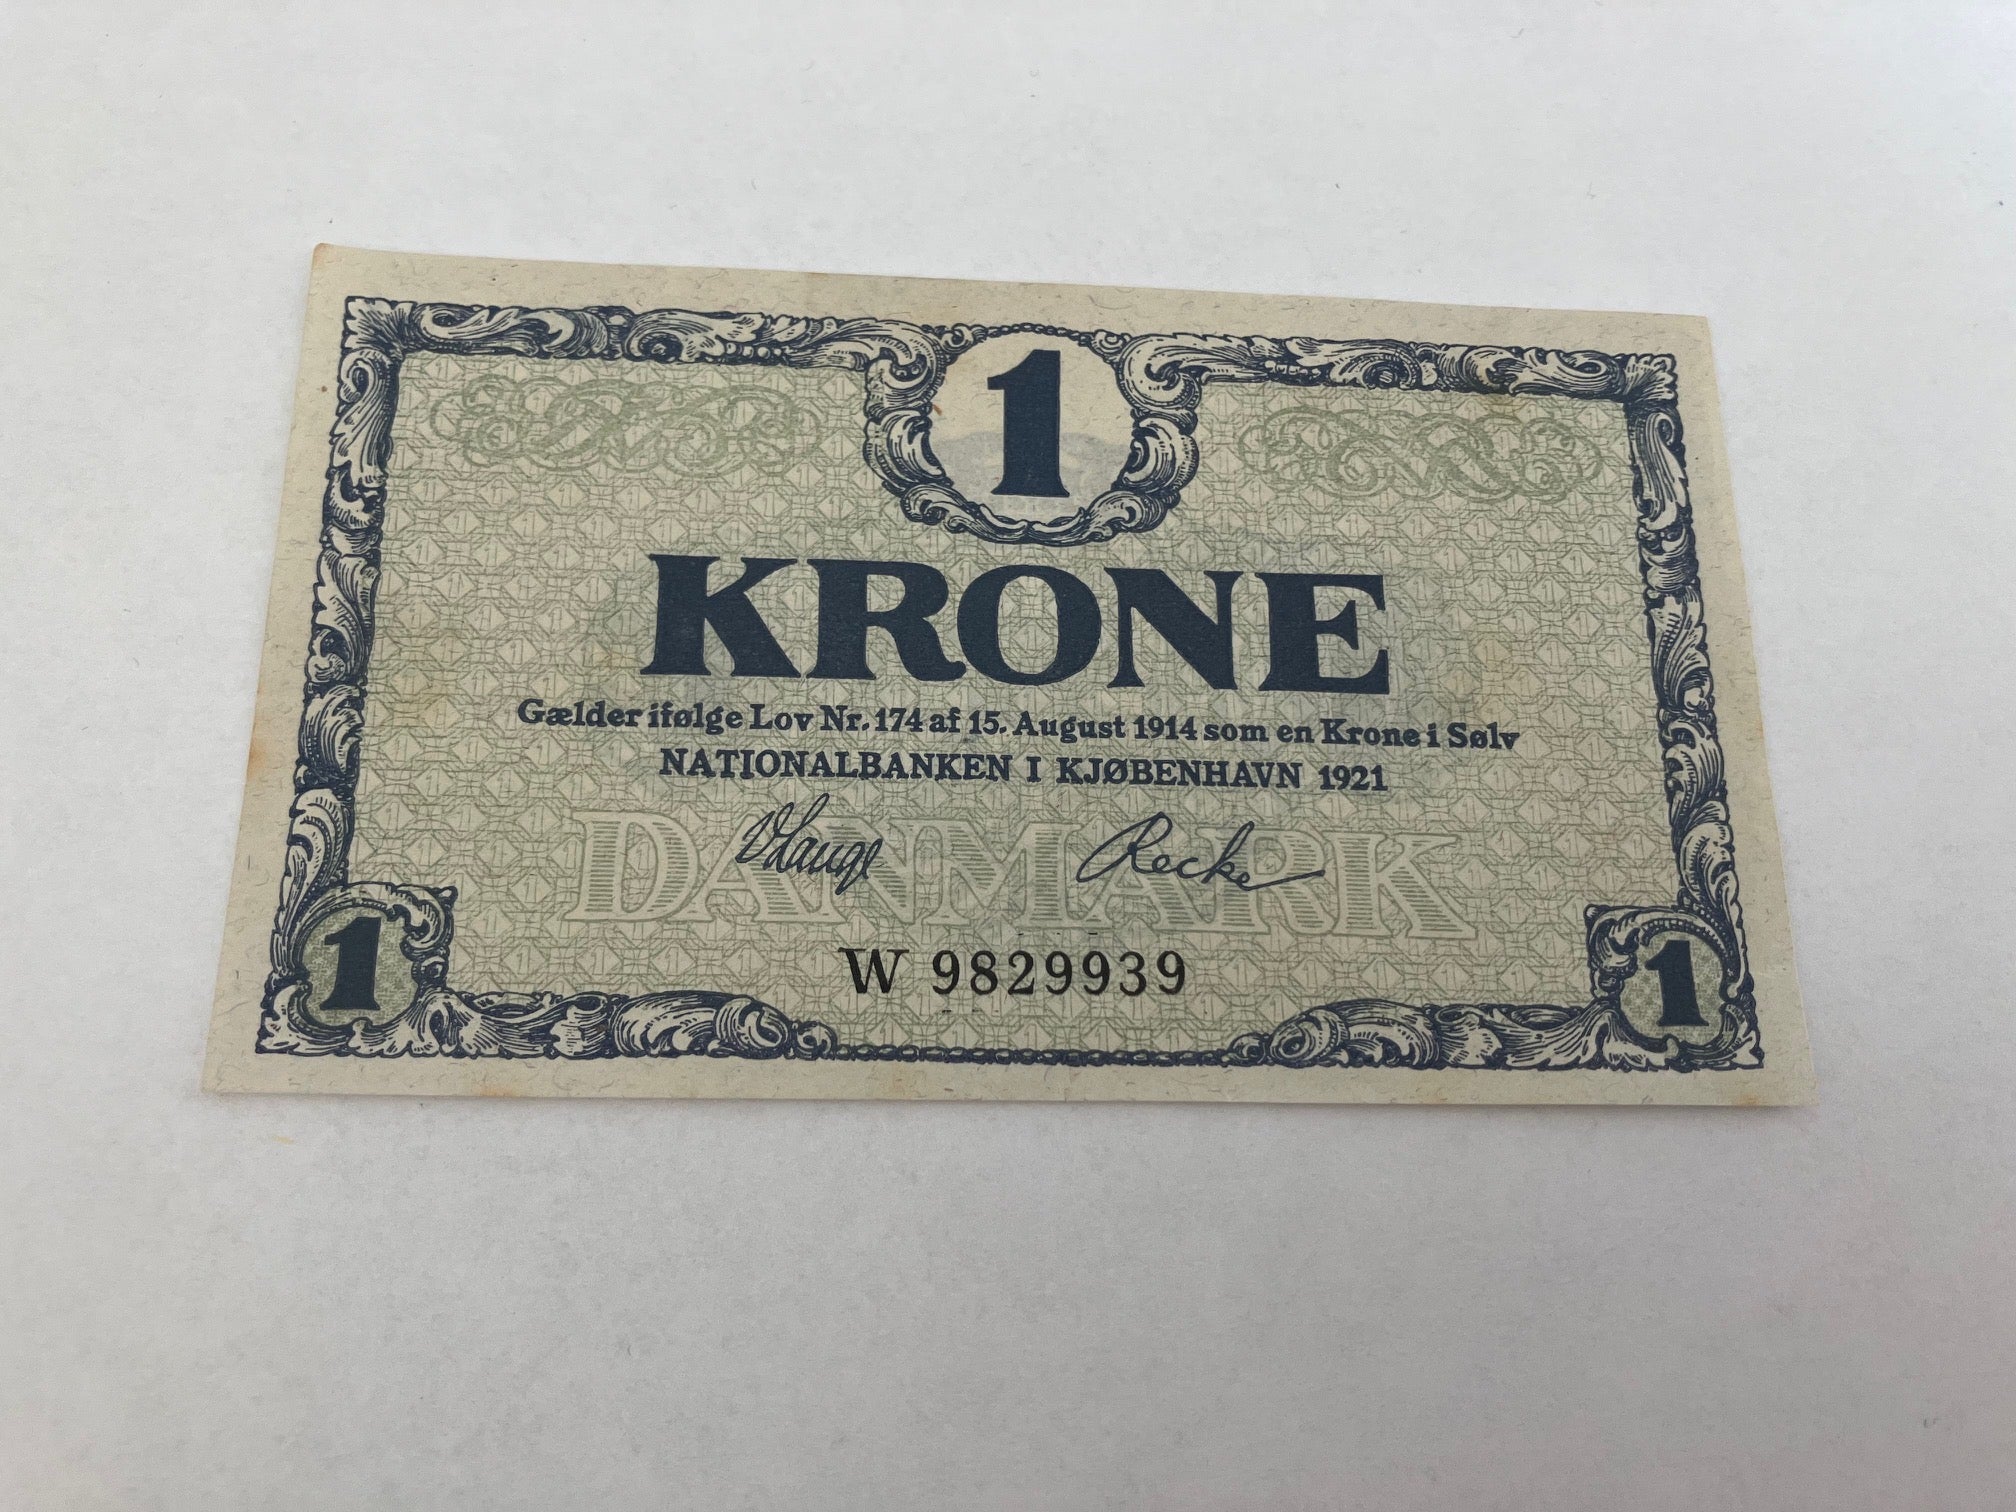 1
KRONE
Gælder ifølge Lov Nr. 174 af 15. August 1914 som en Krone i Sølv
NATIONALBANKEN I KJØBENHAVN 1921
DANMARK
VLange Recke
W 9829939
1 1